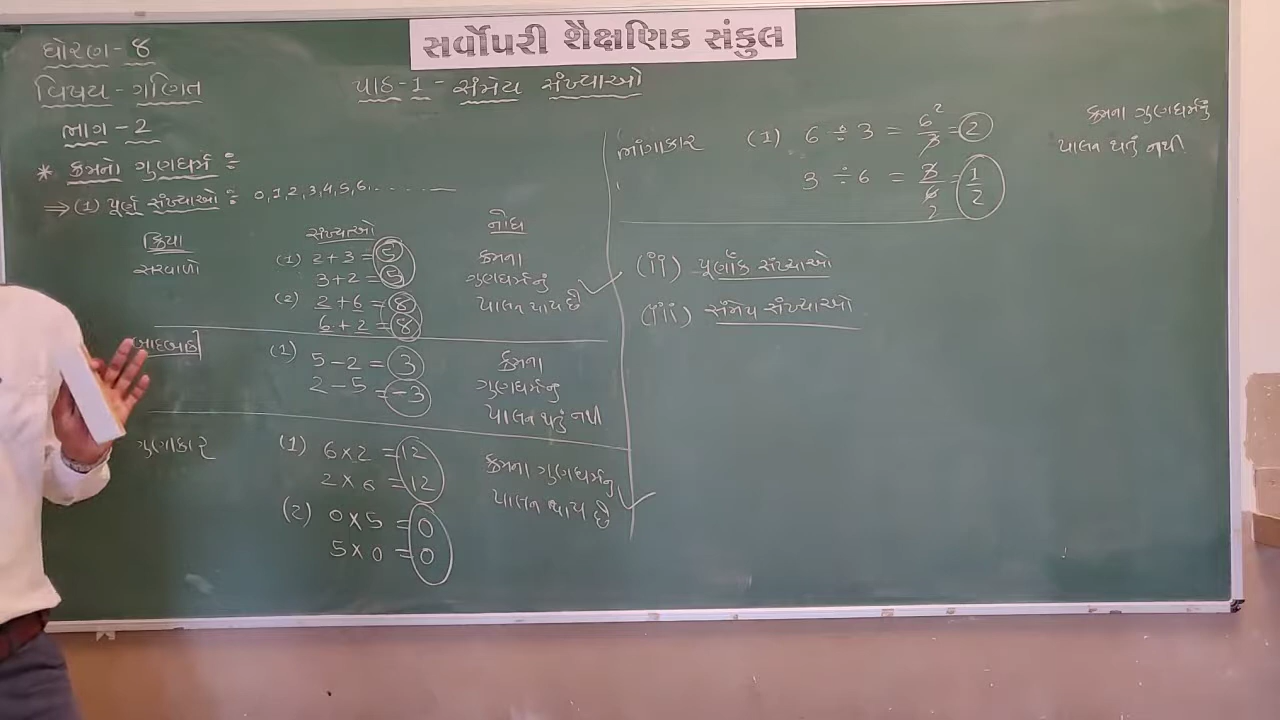 સર્વોપરી શૈક્ષણિક સંકુલ
ધોરણ - 8
વિષય - ગણિત
ભાગ - 2
પાઠ-1 - સંમેય સંખ્યાઓ
* ક્રમનો ગુણધર્મ ÷
⇒ (1) પૂર્ણ સંખ્યાઓ ÷ 0,1,2,3,4,5,6.......
ક્રિયા સંખ્યાઓ નોંધ
સરવાળો (1) 2+3 = 5 ક્રમના
3+2 = 5 ગુણધર્મનું
(2) 2+6 = 8 પાલન થાય છે ✓
6+2 = 8
બાદબાકી (1) 5-2 = 3 ક્રમના
2-5 = -3 ગુણધર્મનુ
પાલન થતું નથી
ગુણાકાર (1) 6×2 = 12 ક્રમના ગુણધર્મનુ
2×6 = 12 પાલન થાય છે ✓
(2) 0×5 = 0
5×0 = 0
ભાંગાકાર (1) 6 ÷ 3 = 6/3 = 2 ક્રમના ગુણધર્મનું
3 ÷ 6 = 3/6 = 1/2 પાલન થતું નથી.
(ii) પૂર્ણાંક સંખ્યાઓ
(iii) સંમેય સંખ્યાઓ